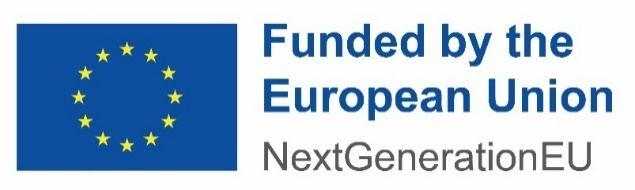 Funded by the
European Union
NextGenerationEU